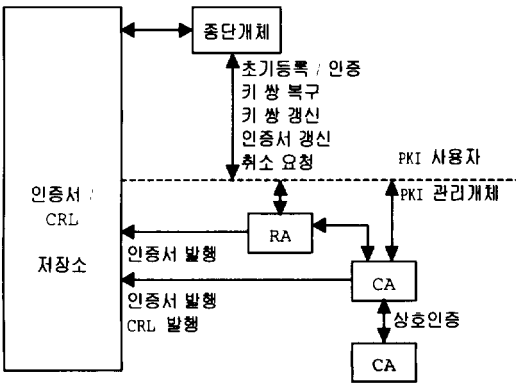 종단개체
초기등록 / 인증
키 쌍 복구
키 쌍 갱신
인증서 갱신
취소 요청
PKI 사용자
PKI 관리개체
인증서 /
CRL
저장소
RA
인증서 발행
CA
인증서 발행
CRL 발행
상호인증
CA